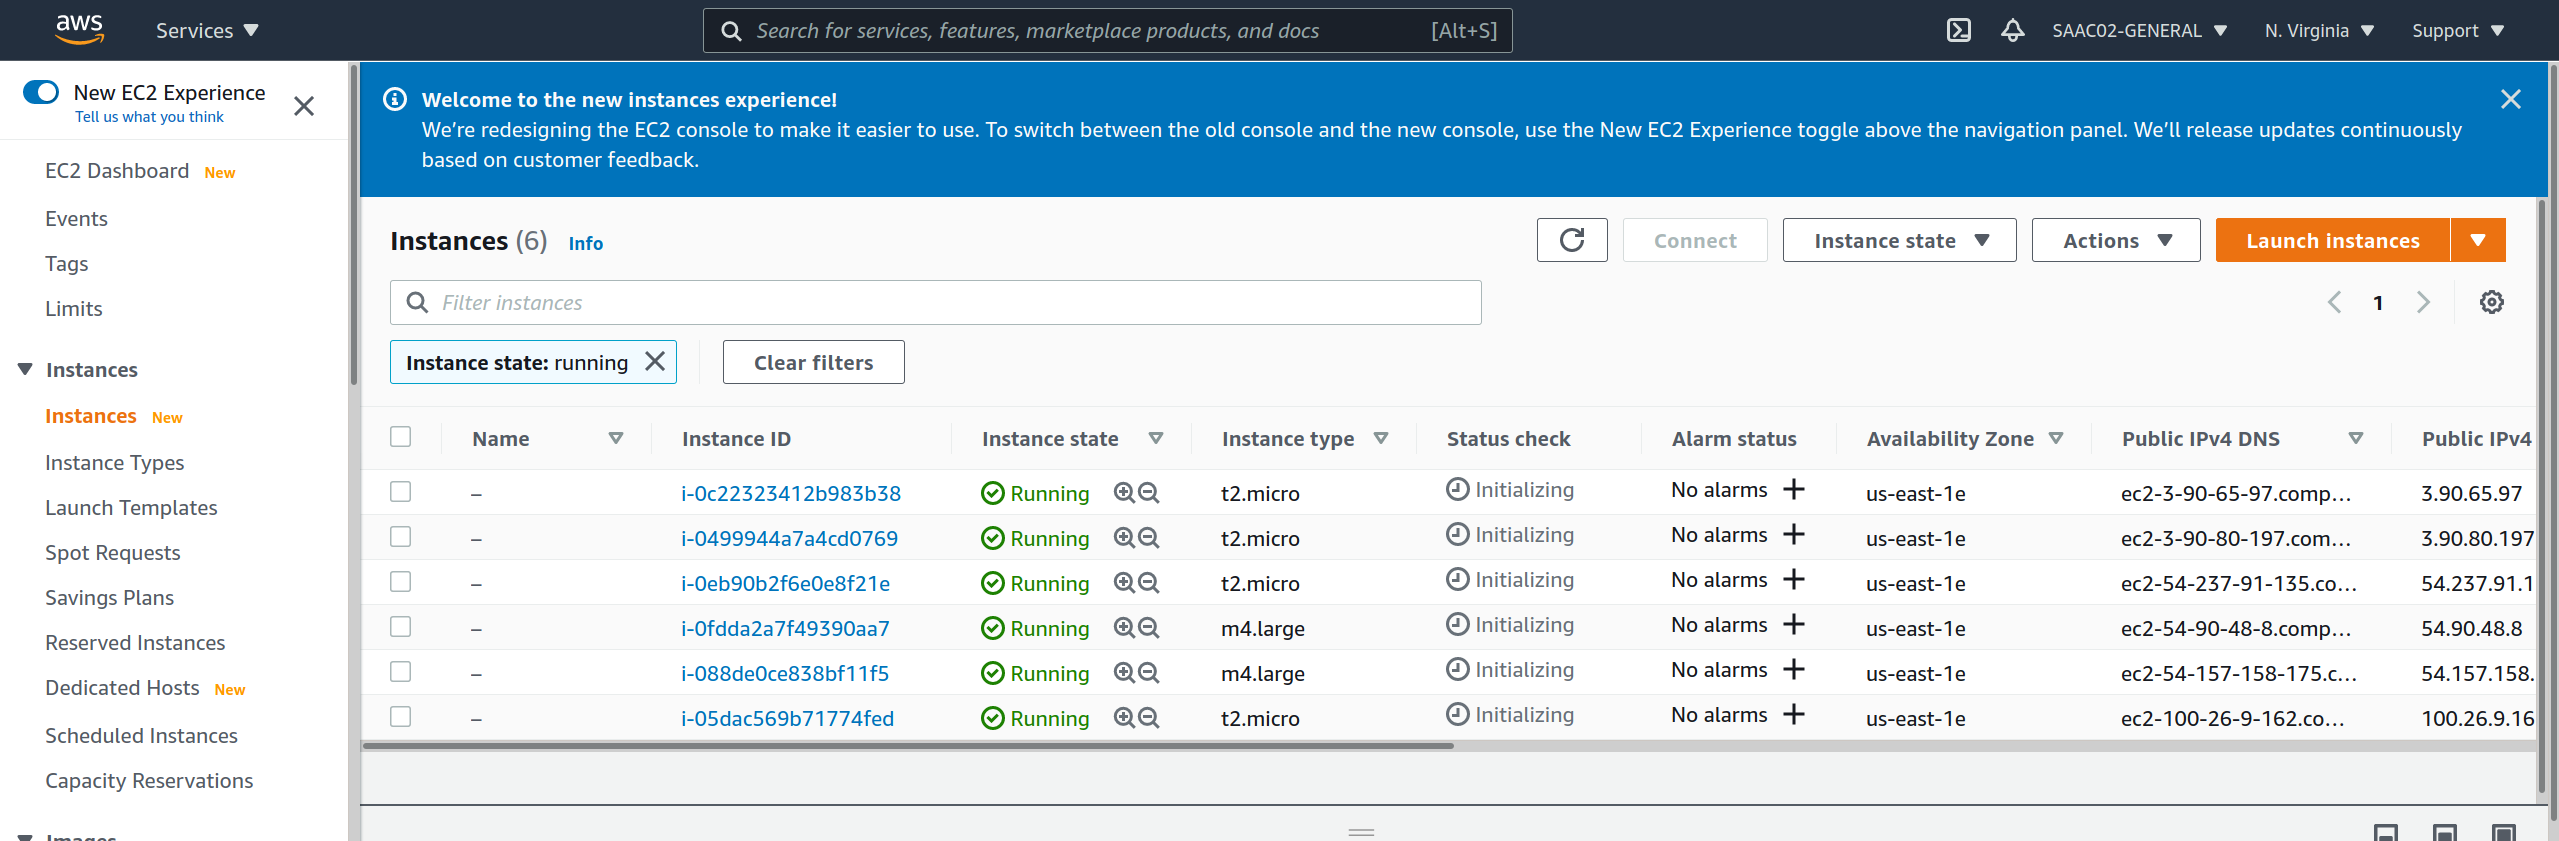 aws
Services
Search for services, features, marketplace products, and docs [Alt+S]
SAAC02-GENERAL
N. Virginia
Support
New EC2 Experience
Tell us what you think
EC2 Dashboard New
Events
Tags
Limits
Instances
Instances New
Instance Types
Launch Templates
Spot Requests
Savings Plans
Reserved Instances
Dedicated Hosts New
Scheduled Instances
Capacity Reservations
Images
Welcome to the new instances experience!
We're redesigning the EC2 console to make it easier to use. To switch between the old console and the new console, use the New EC2 Experience toggle above the navigation panel. We'll release updates continuously
based on customer feedback.
Instances (6) Info
Connect
Instance state
Actions
Launch instances
Filter instances
1
Instance state: running
Clear filters
Name Instance ID Instance state Instance type Status check Alarm status Availability Zone Public IPv4 DNS Public IPv4
– i-0c22323412b983b38 Running t2.micro Initializing No alarms us-east-1e ec2-3-90-65-97.comp... 3.90.65.97
– i-0499944a7a4cd0769 Running t2.micro Initializing No alarms us-east-1e ec2-3-90-80-197.com... 3.90.80.197
– i-0eb90b2f6e0e8f21e Running t2.micro Initializing No alarms us-east-1e ec2-54-237-91-135.co... 54.237.91.1
– i-0fdda2a7f49390aa7 Running m4.large Initializing No alarms us-east-1e ec2-54-90-48-8.comp... 54.90.48.8
– i-088de0ce838bf11f5 Running m4.large Initializing No alarms us-east-1e ec2-54-157-158-175.c... 54.157.158.
– i-05dac569b71774fed Running t2.micro Initializing No alarms us-east-1e ec2-100-26-9-162.co... 100.26.9.16